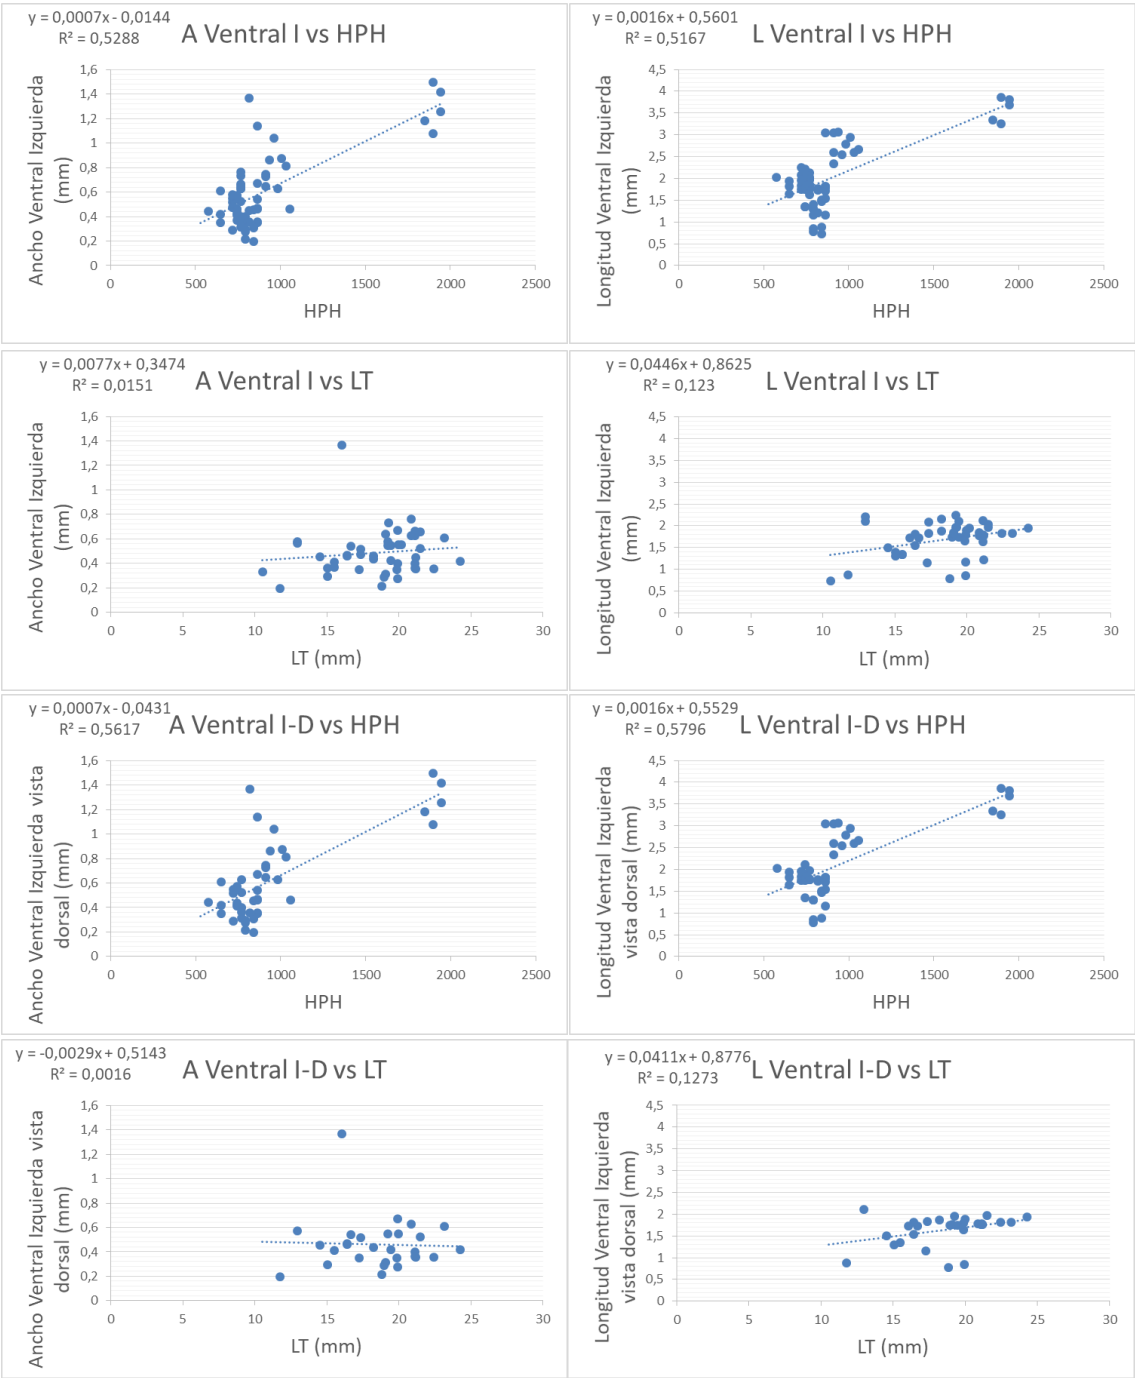 y = 0,0007x - 0,0144
R² = 0,5288
A Ventral I vs HPH
Ancho Ventral Izquierda
(mm)
1,6
1,4
1,2
1
0,8
0,6
0,4
0,2
0
0 500 1000 1500 2000 2500
HPH
y = 0,0016x + 0,5601
R² = 0,5167
L Ventral I vs HPH
Longitud Ventral Izquierda
(mm)
4,5
4
3,5
3
2,5
2
1,5
1
0,5
0
0 500 1000 1500 2000 2500
HPH
y = 0,0077x + 0,3474
R² = 0,0151
A Ventral I vs LT
Ancho Ventral Izquierda
(mm)
1,6
1,4
1,2
1
0,8
0,6
0,4
0,2
0
0 5 10 15 20 25 30
LT (mm)
y = 0,0446x + 0,8625
R² = 0,123
L Ventral I vs LT
Longitud Ventral Izquierda
(mm)
4,5
4
3,5
3
2,5
2
1,5
1
0,5
0
0 5 10 15 20 25 30
LT (mm)
y = 0,0007x - 0,0431
R² = 0,5617
A Ventral I-D vs HPH
Ancho Ventral Izquierda vista
dorsal (mm)
1,6
1,4
1,2
1
0,8
0,6
0,4
0,2
0
0 500 1000 1500 2000 2500
HPH
y = 0,0016x + 0,5529
R² = 0,5796
L Ventral I-D vs HPH
Longitud Ventral Izquierda
vista dorsal (mm)
4,5
4
3,5
3
2,5
2
1,5
1
0,5
0
0 500 1000 1500 2000 2500
HPH
y = -0,0029x + 0,5143
R² = 0,0016
A Ventral I-D vs LT
Ancho Ventral Izquierda vista
dorsal (mm)
1,6
1,4
1,2
1
0,8
0,6
0,4
0,2
0
0 5 10 15 20 25 30
LT (mm)
y = 0,0411x + 0,8776
R² = 0,1273
L Ventral I-D vs LT
Longitud Ventral Izquierda
vista dorsal (mm)
4,5
4
3,5
3
2,5
2
1,5
1
0,5
0
0 5 10 15 20 25 30
LT (mm)